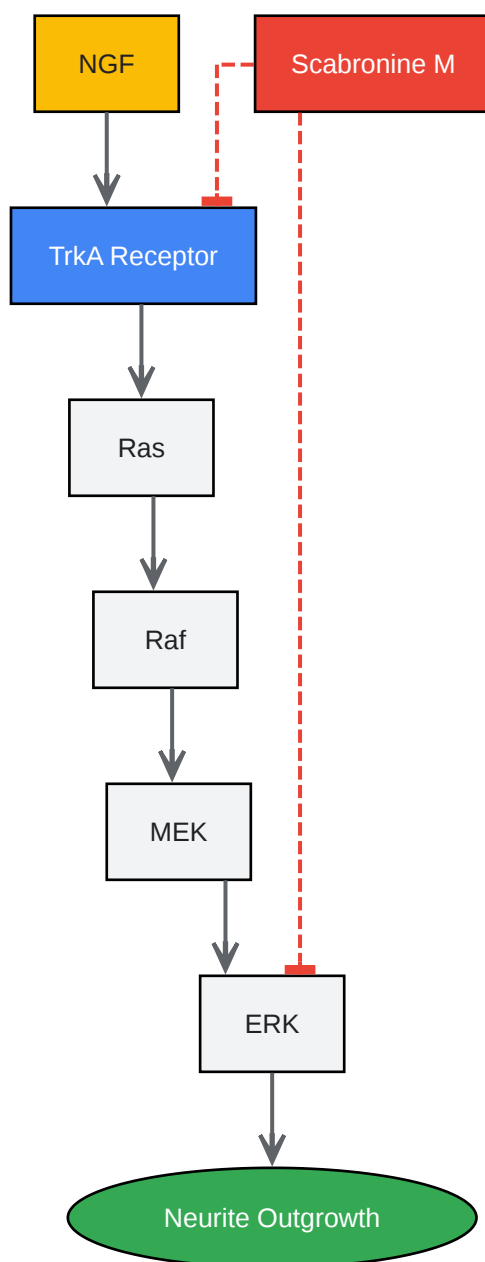 NGF
Scabronine M
TrkA Receptor
Ras
Raf
MEK
ERK
Neurite Outgrowth